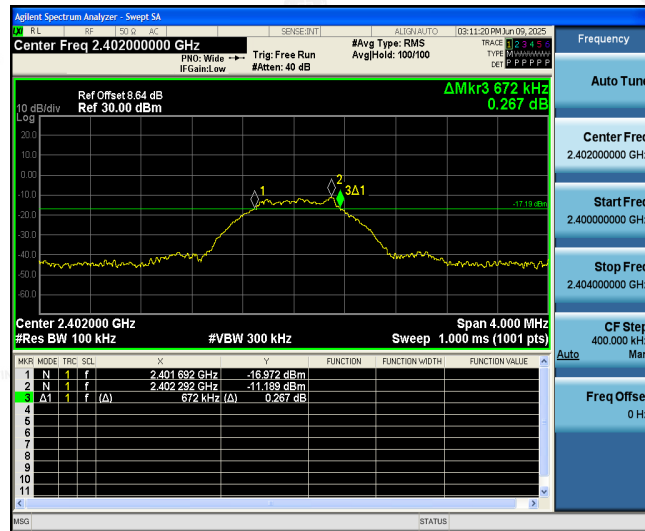 Agilent Spectrum Analyzer - Swept SA
RL RF 50 Ω AC SENSE:INT ALIGN AUTO 03:11:20 PM Jun 09, 2025
Center Freq 2.402000000 GHz
#Avg Type: RMS
Avg|Hold: 100/100
PNO: Wide
IFGain:Low
Trig: Free Run
#Atten: 40 dB
TRACE 1 2 3 4 5 6
TYPE M
DET P P P P P P
Ref Offset 8.64 dB
Ref 30.00 dBm
10 dB/div
Log
ΔMkr3 672 kHz
0.267 dB
20.0
10.0
0.00
-10.0
-20.0
-30.0
-40.0
-50.0
-60.0
1
2
3Δ1
-17.19 dBm
Center 2.402000 GHz Span 4.000 MHz
#Res BW 100 kHz #VBW 300 kHz Sweep 1.000 ms (1001 pts)
MKR MODE TRC SCL X Y FUNCTION FUNCTION WIDTH FUNCTION VALUE
1 N 1 f 2.401 692 GHz -16.972 dBm
2 N 1 f 2.402 292 GHz -11.189 dBm
3 Δ1 1 f (Δ) 672 kHz (Δ) 0.267 dB
4
5
6
7
8
9
10
11
MSG STATUS
Frequency
Auto Tune
Center Freq
2.402000000 GHz
Start Freq
2.400000000 GHz
Stop Freq
2.404000000 GHz
CF Step
400.000 kHz
Auto Man
Freq Offset
0 Hz